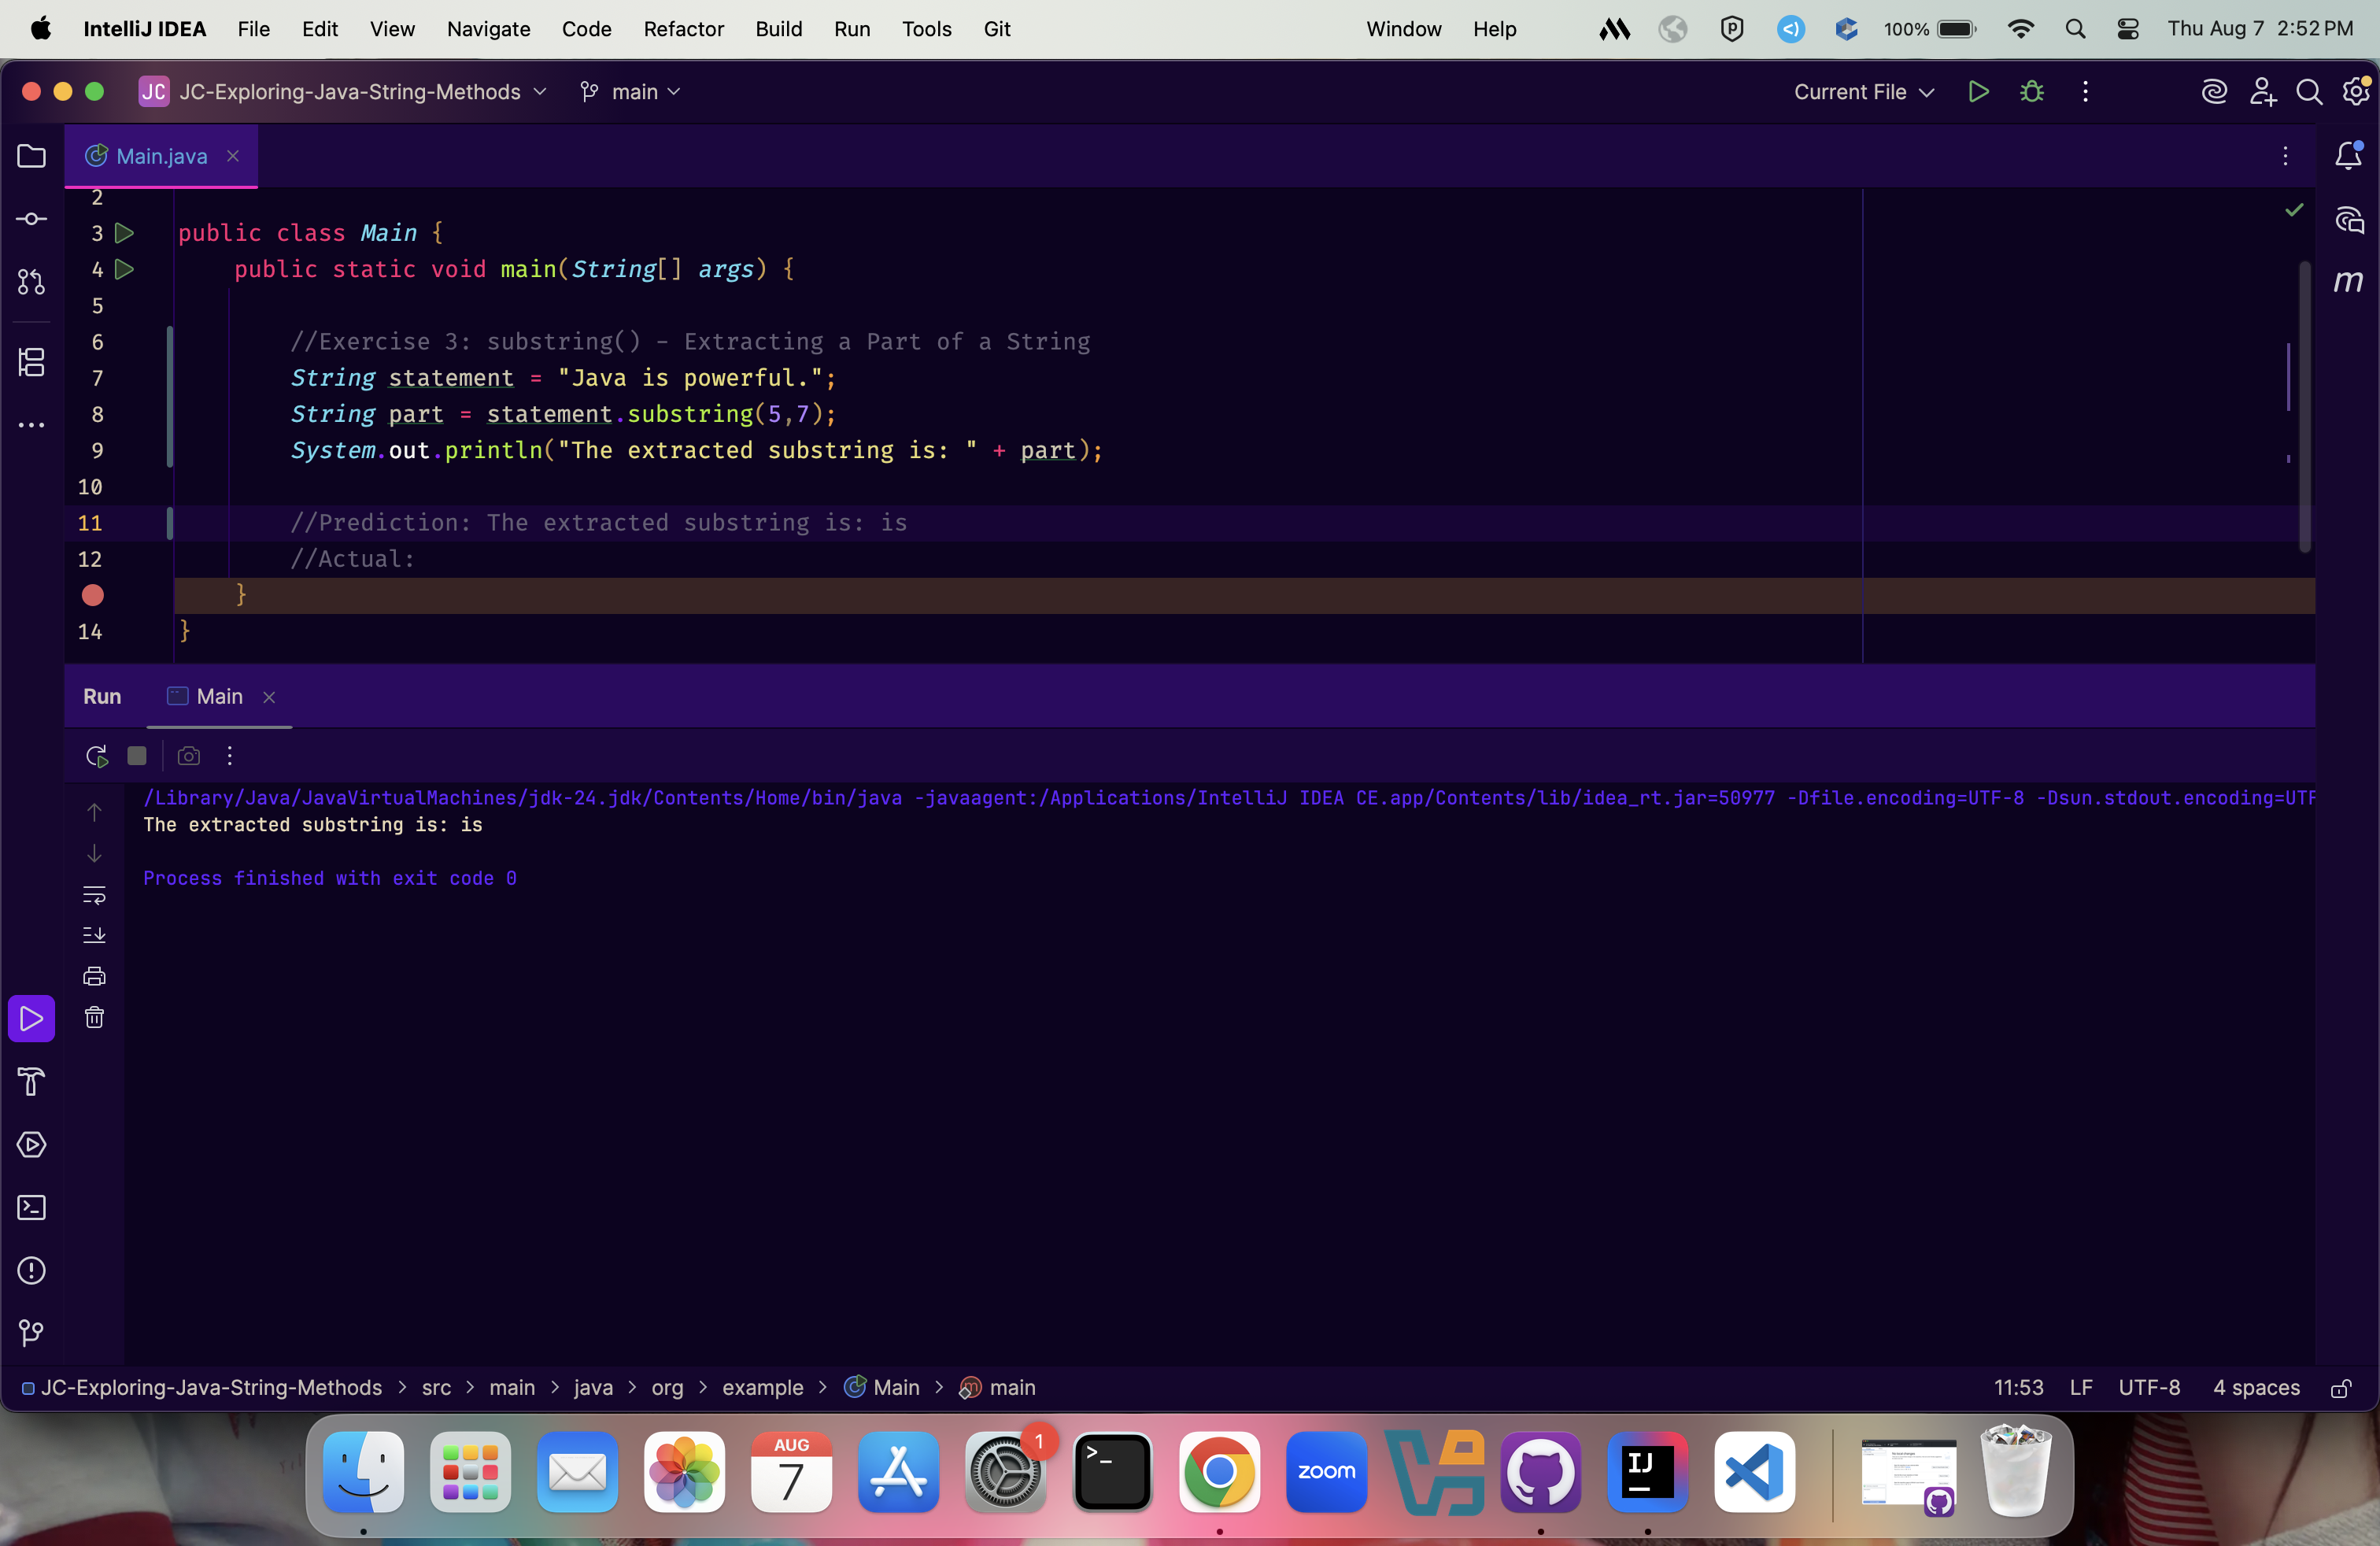 IntelliJ IDEA File Edit View Navigate Code Refactor Build Run Tools Git Window Help 100% Thu Aug 7 2:52 PM
JC JC-Exploring-Java-String-Methods main Current File
Main.java
2
3 public class Main {
4 public static void main(String[] args) {
5
6 //Exercise 3: substring() - Extracting a Part of a String
7 String statement = "Java is powerful.";
8 String part = statement.substring(5,7);
9 System.out.println("The extracted substring is: " + part);
10
11 //Prediction: The extracted substring is: is
12 //Actual:
}
14 }
Run Main
/Library/Java/JavaVirtualMachines/jdk-24.jdk/Contents/Home/bin/java -javaagent:/Applications/IntelliJ IDEA CE.app/Contents/lib/idea_rt.jar=50977 -Dfile.encoding=UTF-8 -Dsun.stdout.encoding=UTF
The extracted substring is: is
Process finished with exit code 0
JC-Exploring-Java-String-Methods > src > main > java > org > example > Main > main 11:53 LF UTF-8 4 spaces
AUG
7
1
zoom
IJ